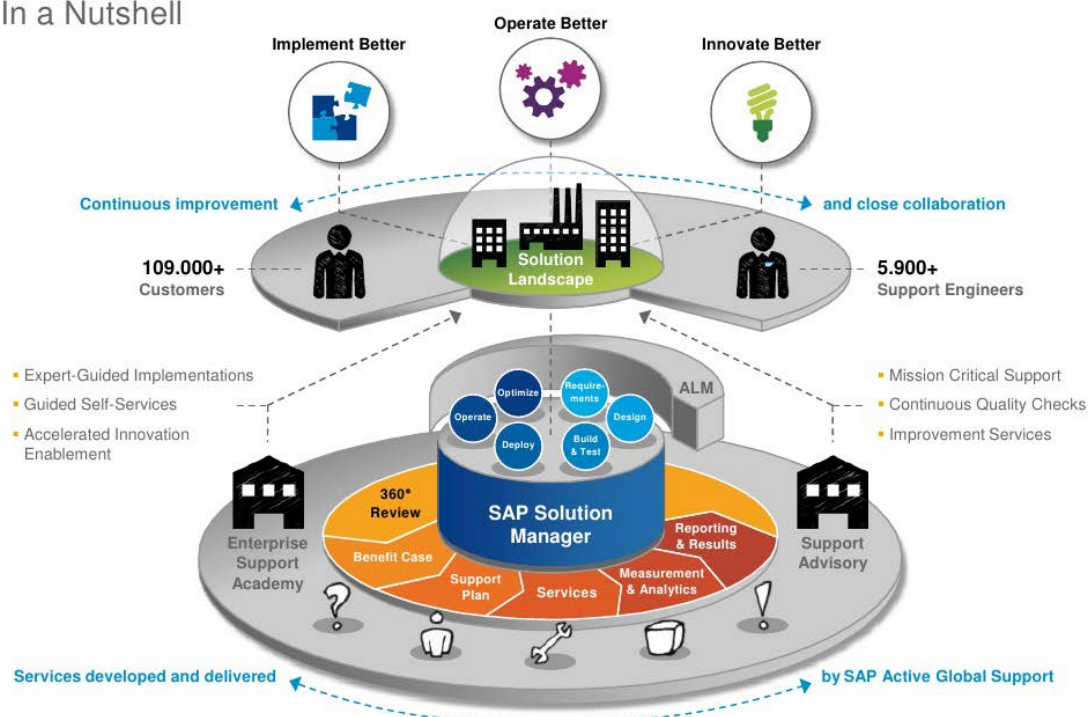 In a Nutshell
Operate Better
Implement Better
Innovate Better
Continuous improvement
and close collaboration
109.000+
Customers
Solution
Landscape
5.900+
Support Engineers
Expert-Guided Implementations
Guided Self-Services
Accelerated Innovation
Enablement
Mission Critical Support
Continuous Quality Checks
Improvement Services
ALM
Optimize
Require-
ments
Operate
Design
Deploy
Build
& Test
SAP Solution
Manager
360°
Review
Benefit Case
Support
Plan
Services
Measurement
& Analytics
Reporting
& Results
Enterprise
Support
Academy
Support
Advisory
?
!
Services developed and delivered
by SAP Active Global Support